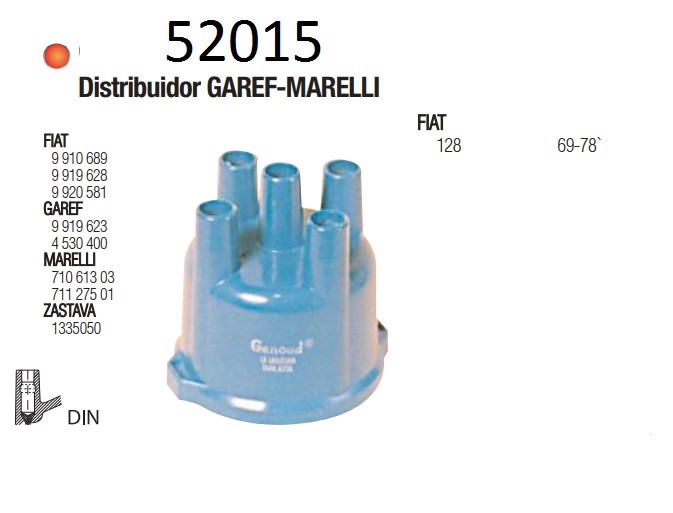 52015
Distribuidor GAREF-MARELLI
FIAT
9 910 689
9 919 628
9 920 581
GAREF
9 919 623
4 530 400
MARELLI
710 613 03
711 275 01
ZASTAVA
1335050
DIN
Genoud®
FIAT
128 69-78`